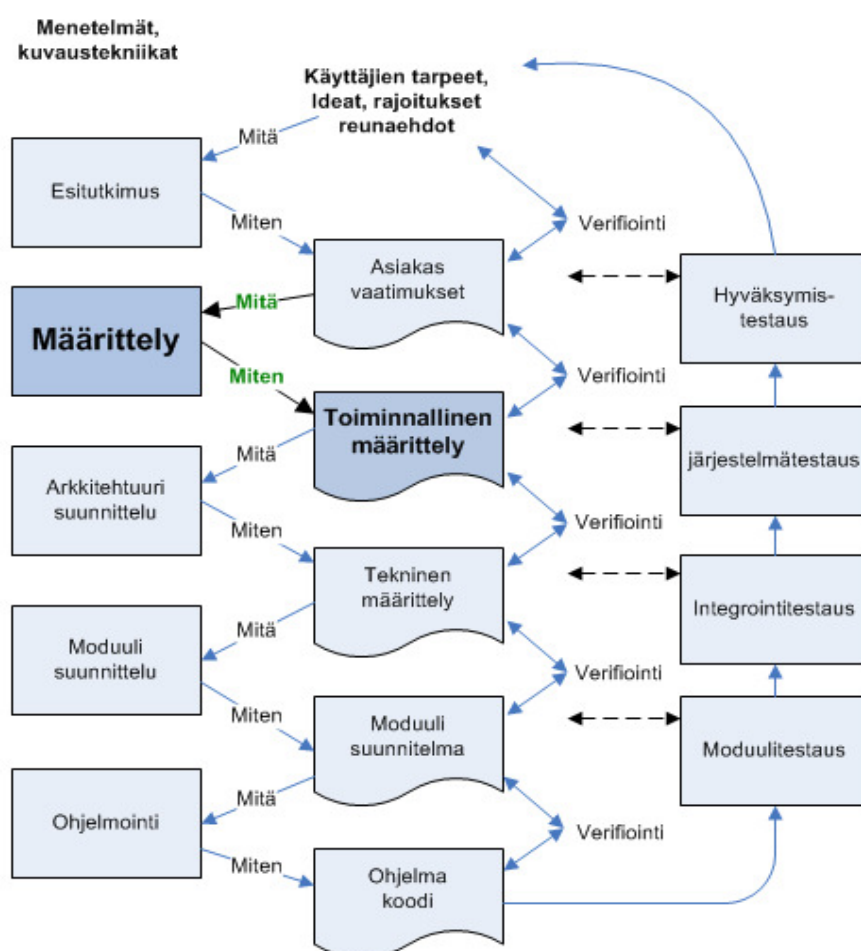 Menetelmät,
kuvaustekniikat
Käyttäjien tarpeet,
Ideat, rajoitukset
reunaehdot
Mitä
Esitutkimus
Miten
Verifiointi
Asiakas
vaatimukset
Hyväksymis-
testaus
Mitä
Määrittely
Miten
Verifiointi
Toiminnallinen
määrittely
Mitä
järjestelmätestaus
Arkkitehtuuri
suunnittelu
Miten
Verifiointi
Tekninen
määrittely
Integrointitestaus
Mitä
Moduuli
suunnittelu
Miten
Verifiointi
Moduuli
suunnitelma
Moduulitestaus
Mitä
Ohjelmointi
Miten
Verifiointi
Ohjelma
koodi